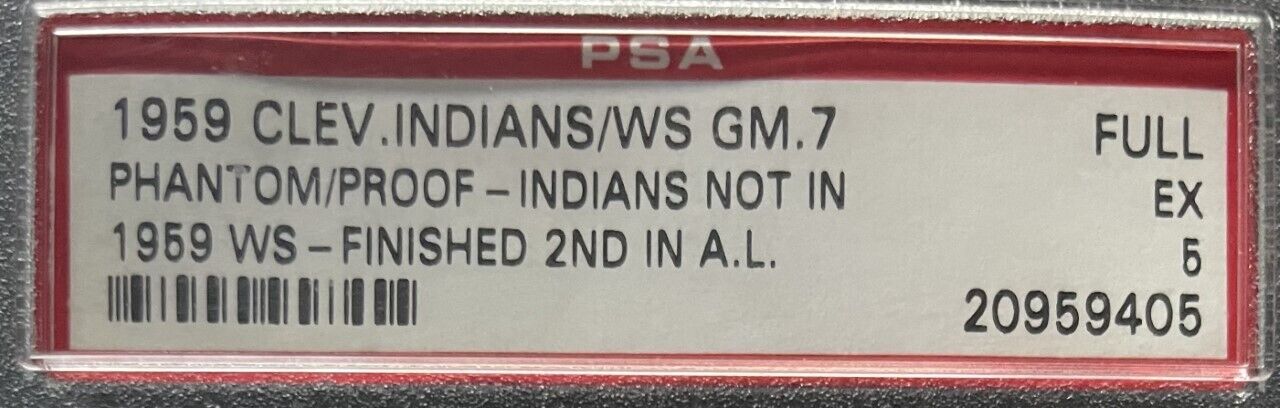 PSA
1959 CLEV.INDIANS/WS GM.7 FULL
PHANTOM/PROOF-INDIANS NOT IN EX
1959 WS-FINISHED 2ND IN A.L. 5
20959405